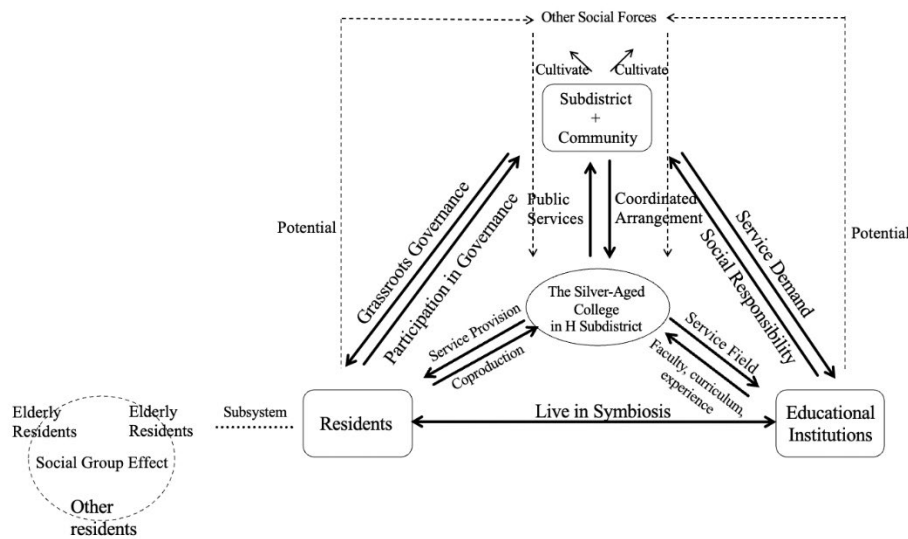 Other Social Forces
Cultivate
Cultivate
Subdistrict
+
Community
Grassroots Governance
Participation in Governance
Public
Services
Coordinated
Arrangement
Service Demand
Social Responsibility
Potential
Potential
The Silver-Aged
College
in H Subdistrict
Service Provision
Coproduction
Service Field
Faculty, curriculum,
experience
Elderly
Residents
Elderly
Residents
Subsystem
Residents
Live in Symbiosis
Educational
Institutions
Social Group Effect
Other
residents